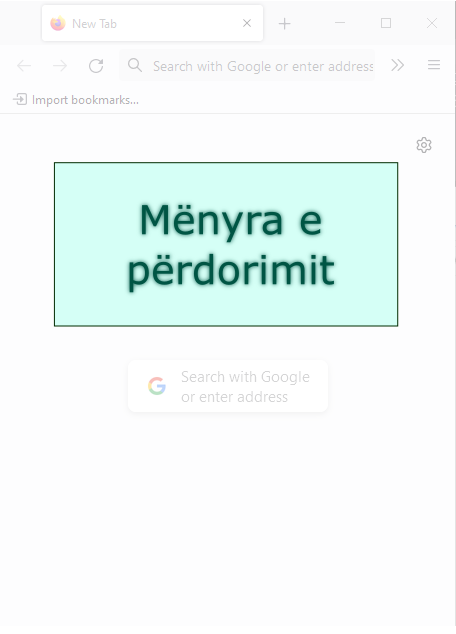 New Tab
Search with Google or enter address
Import bookmarks...
Mënyra e
përdorimit
Search with Google
or enter address